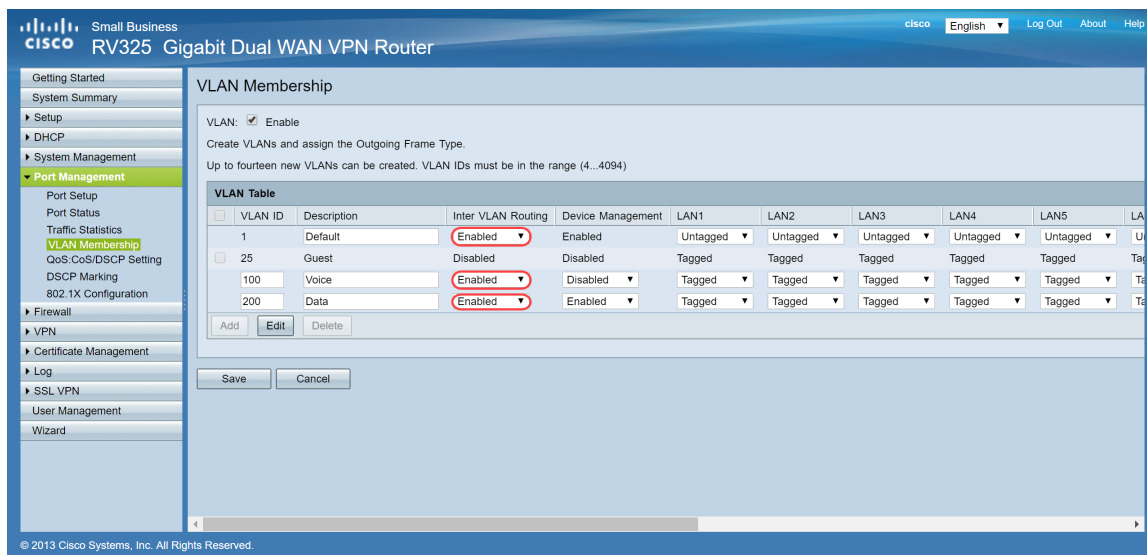 Small Business
cisco English Log Out About Help
CISCO RV325 Gigabit Dual WAN VPN Router
Getting Started
System Summary
Setup
DHCP
System Management
Port Management
Port Setup
Port Status
Traffic Statistics
VLAN Membership
QoS:CoS/DSCP Setting
DSCP Marking
802.1X Configuration
Firewall
VPN
Certificate Management
Log
SSL VPN
User Management
Wizard
VLAN Membership
VLAN: Enable
Create VLANs and assign the Outgoing Frame Type.
Up to fourteen new VLANs can be created. VLAN IDs must be in the range (4...4094)
VLAN Table
VLAN ID Description Inter VLAN Routing Device Management LAN1 LAN2 LAN3 LAN4 LAN5 LA
1 Default Enabled Enabled Untagged Untagged Untagged Untagged Untagged
25 Guest Disabled Disabled Tagged Tagged Tagged Tagged Tagged Tag
100 Voice Enabled Disabled Tagged Tagged Tagged Tagged Tagged
200 Data Enabled Enabled Tagged Tagged Tagged Tagged Tagged
Add Edit Delete
Save Cancel
© 2013 Cisco Systems, Inc. All Rights Reserved.